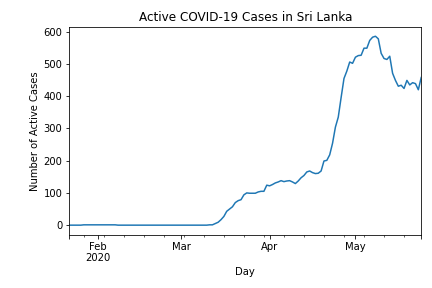 Active COVID-19 Cases in Sri Lanka
600
500
400
300
200
100
0
Number of Active Cases
Feb
2020
Mar
Apr
May
Day